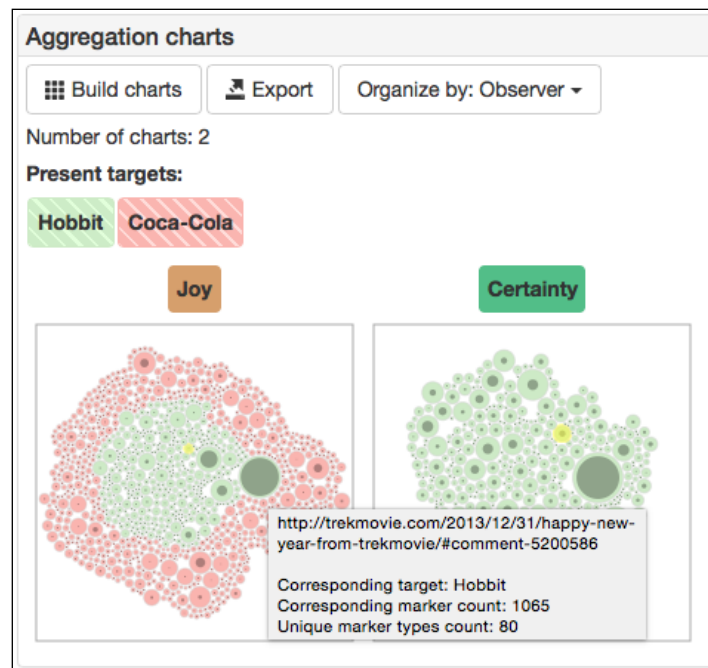 Aggregation charts
Build charts
Export
Organize by: Observer
Number of charts: 2
Present targets:
Hobbit
Coca-Cola
Joy
Certainty
http://trekmovie.com/2013/12/31/happy-new-
year-from-trekmovie/#comment-5200586
Corresponding target: Hobbit
Corresponding marker count: 1065
Unique marker types count: 80